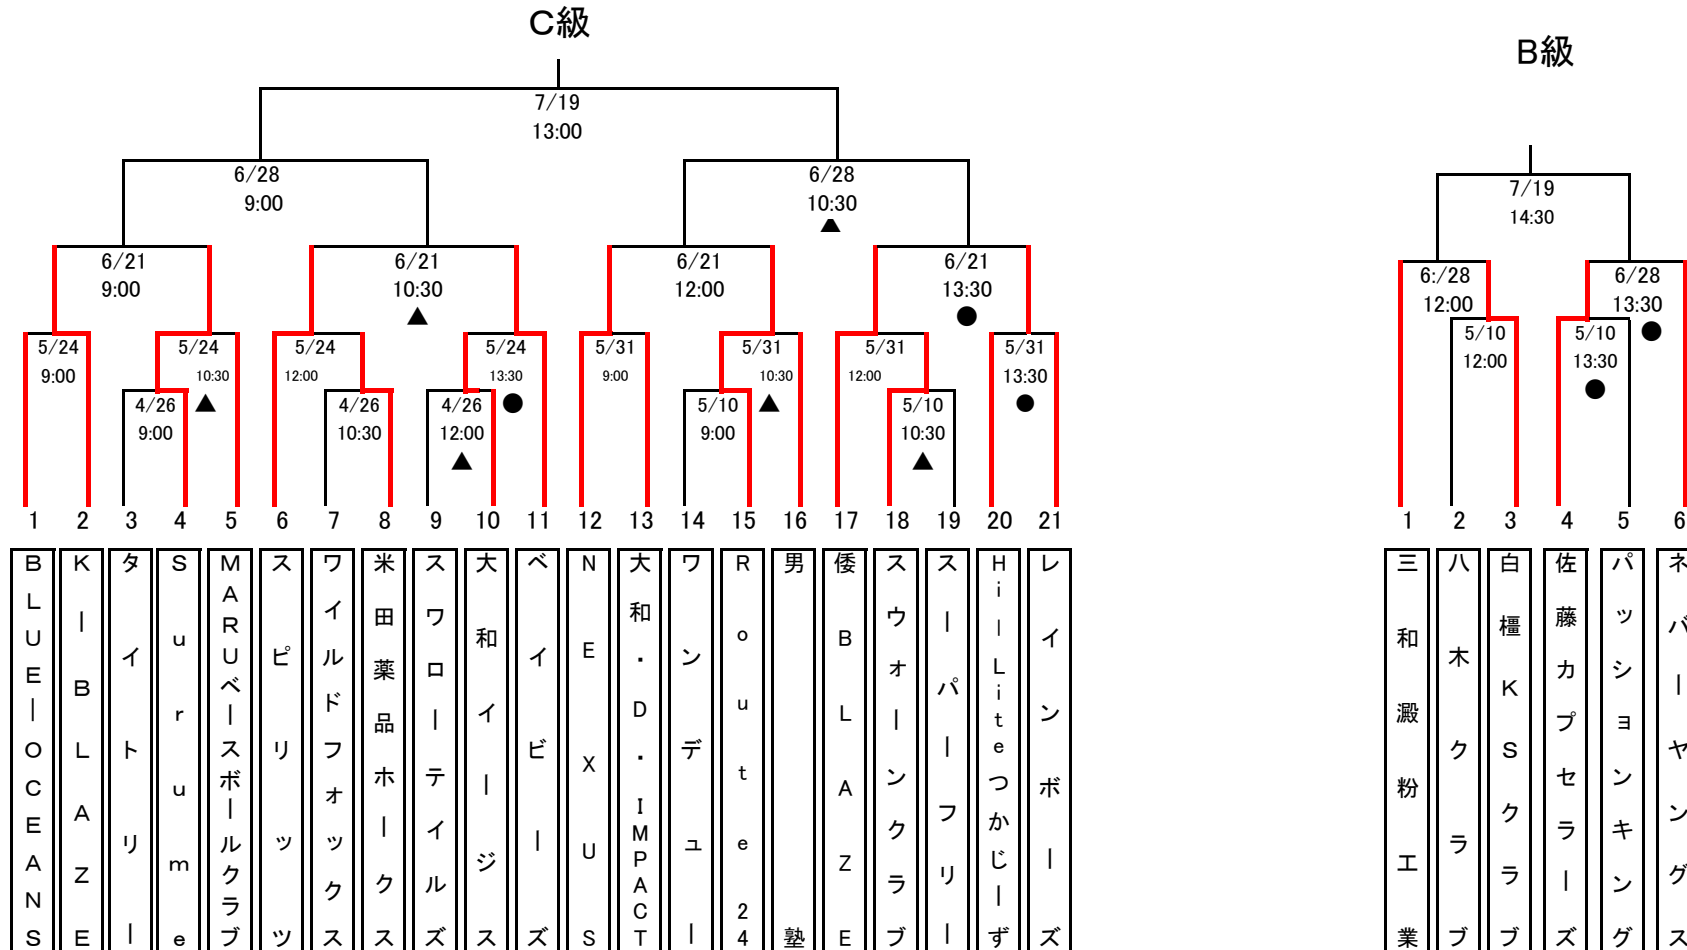 C級
B級
7/19
13:00
6/28
9:00
6/28
10:30
▲
7/19
14:30
6/21
9:00
6/21
10:30
▲
6/21
12:00
6/21
13:30
●
6:/28
12:00
6/28
13:30
●
5/24
9:00
5/24
10:30
▲
5/24
12:00
5/24
13:30
●
5/31
9:00
5/31
10:30
▲
5/31
12:00
5/31
13:30
●
5/10
12:00
5/10
13:30
●
4/26
9:00
4/26
10:30
4/26
12:00
▲
5/10
9:00
5/10
10:30
▲
1 2 3 4 5 6 7 8 9 10 11 12 13 14 15 16 17 18 19 20 21
1 2 3 4 5 6
BLUE−OCEANS
K−BLAZE
タイトリー
Surume
MARUベースボールクラブ
スピリッツ
ワイルドフォックス
米田薬品ホークス
スワローテイルズ
大和イージス
ベイビーズ
NEXUS
大和・D・IMPACT
ワンデュー
Route24
男塾
倭BLAZE
スウォーンクラブ
スーパーフリー
Hi−Liteつかじーず
レインボーズ
三和澱粉工業
八木クラブ
白橿KSクラブ
佐藤カプセラーズ
パッションキング
ネバーヤングス